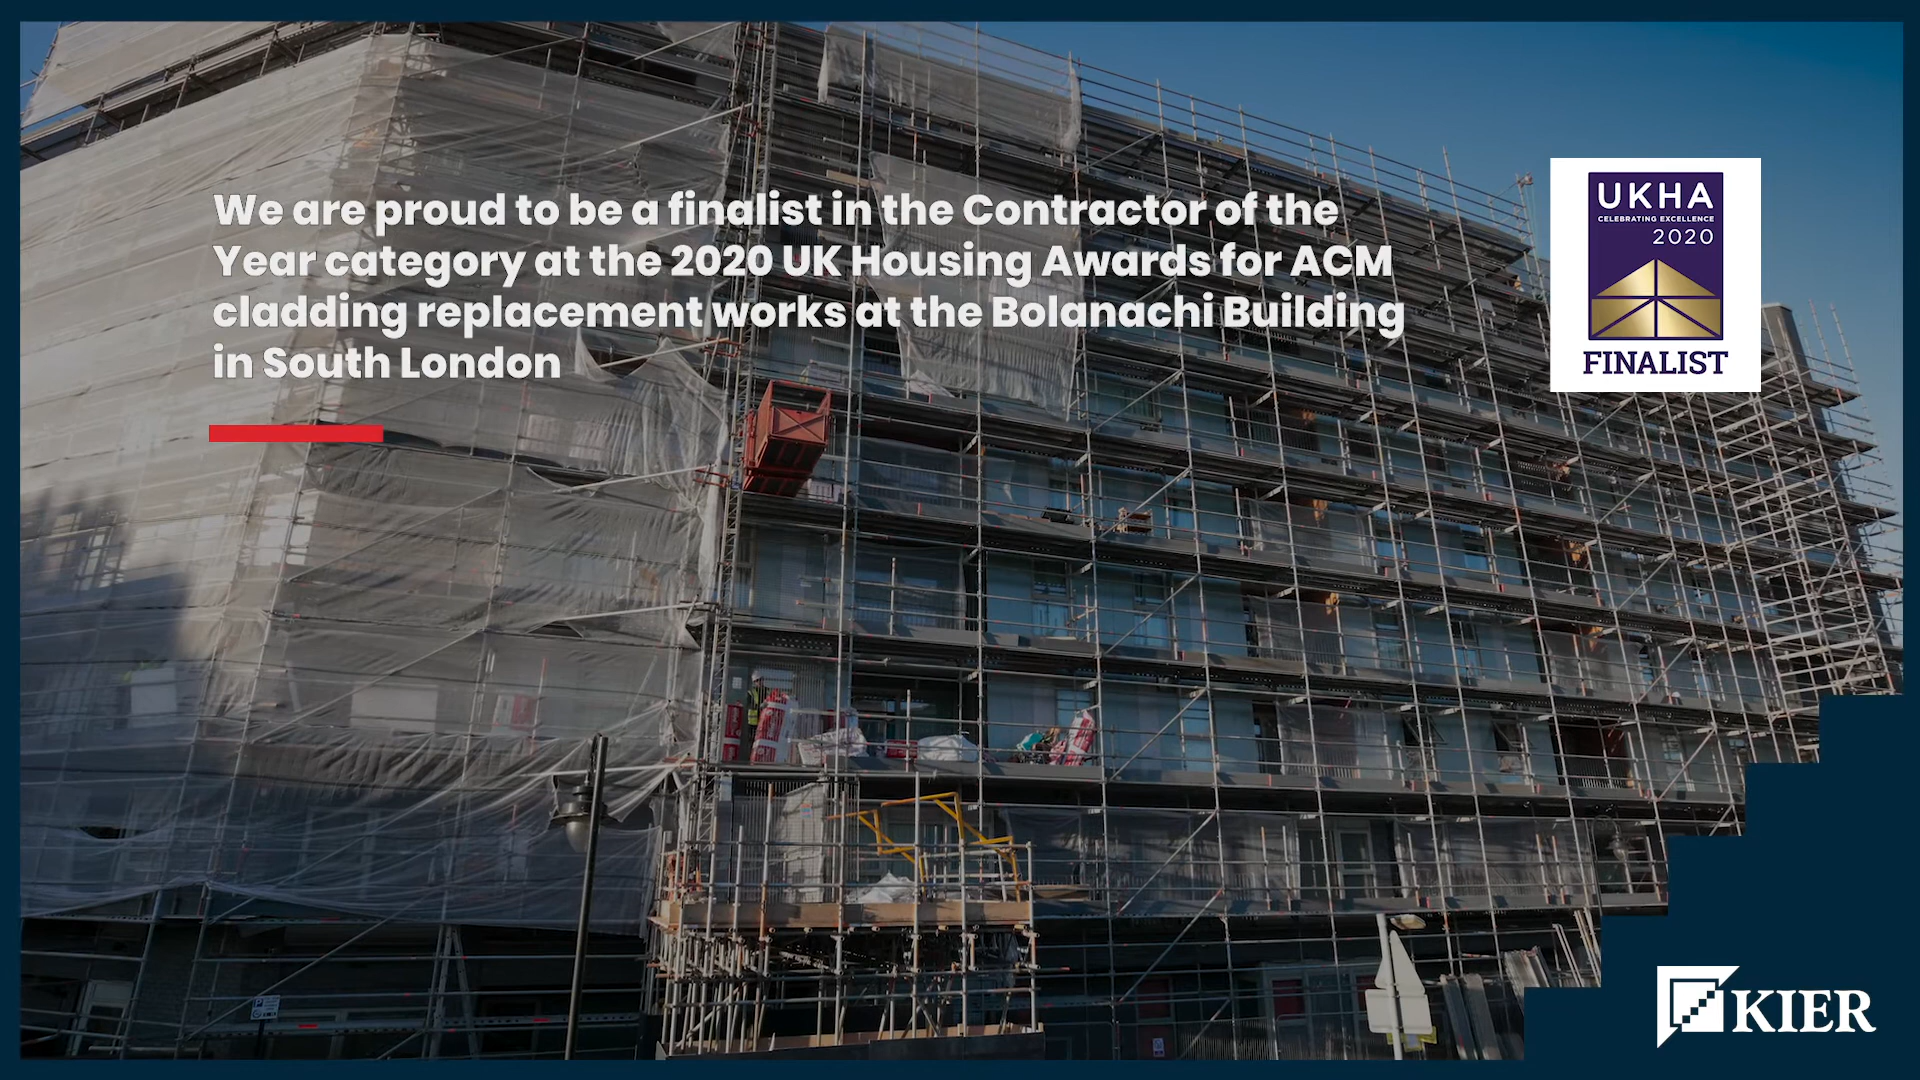 We are proud to be a finalist in the Contractor of the
Year category at the 2020 UK Housing Awards for ACM
cladding replacement works at the Bolanachi Building
in South London
UKHA
CELEBRATING EXCELLENCE
2020
FINALIST
KIER